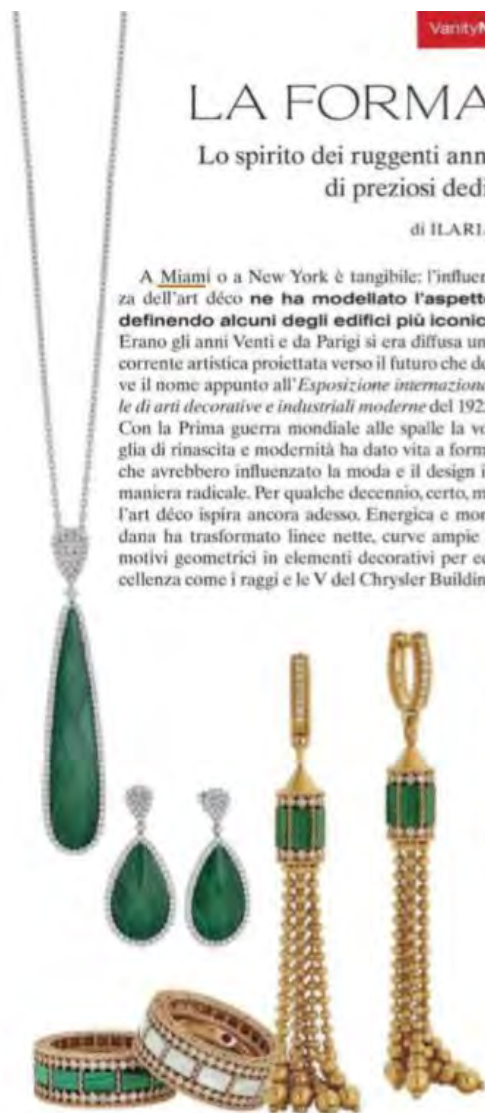 VanityN
LA FORMA
Lo spirito dei ruggenti ann
di preziosi dedi
di ILARI
A Miami o a New York è tangibile: l'influen
za dell'art déco ne ha modellato l'aspett
definendo alcuni degli edifici più iconic
Erano gli anni Venti e da Parigi si era diffusa un
corrente artistica proiettata verso il futuro che de
ve il nome appunto all'Esposizione internaziona
le di arti decorative e industriali moderne del 192
Con la Prima guerra mondiale alle spalle la vo
glia di rinascita e modernità ha dato vita a form
che avrebbero influenzato la moda e il design i
maniera radicale. Per qualche decennio, certo, m
l'art déco ispira ancora adesso. Energica e mon
dana ha trasformato linee nette, curve ampie
motivi geometrici in elementi decorativi per ec
cellenza come i raggi e le V del Chrysler Buildin